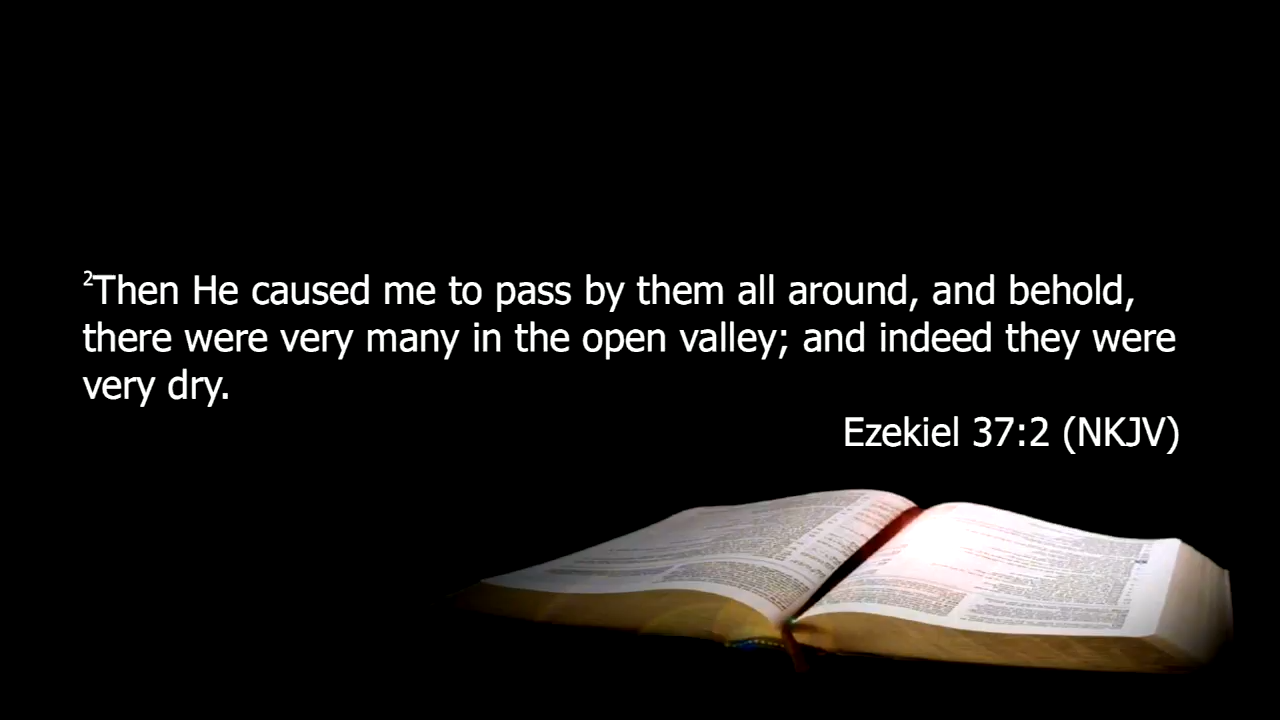 ²Then He caused me to pass by them all around, and behold,
there were very many in the open valley; and indeed they were
very dry.
Ezekiel 37:2 (NKJV)